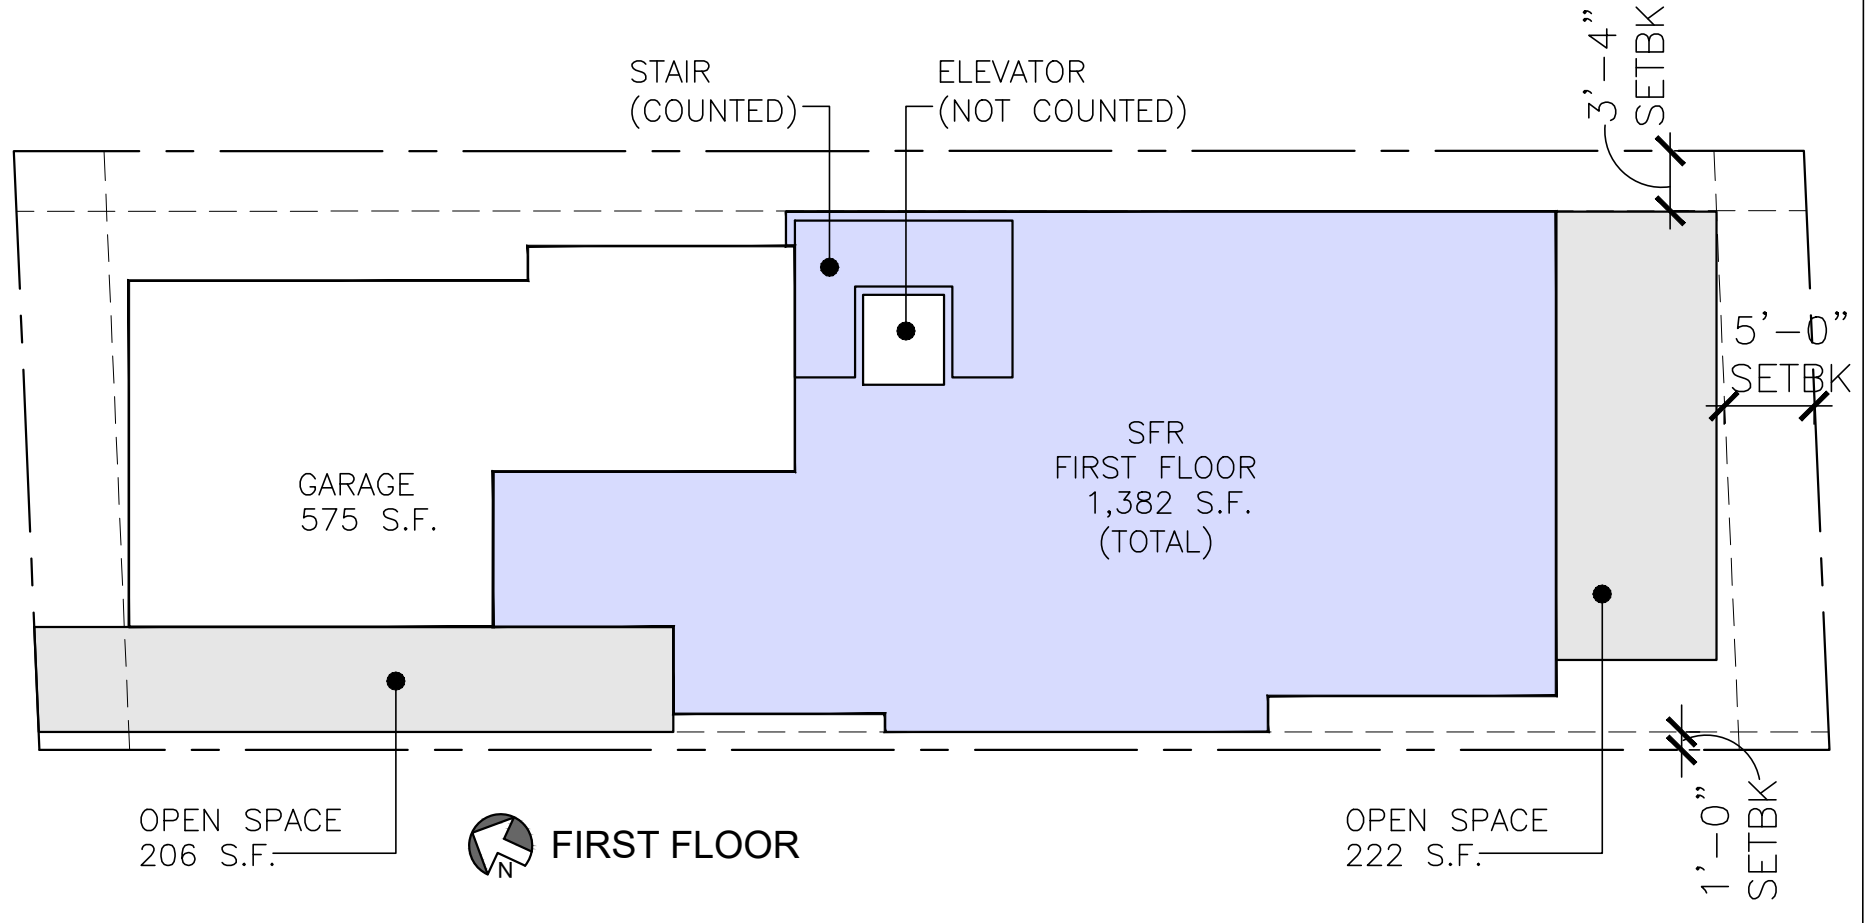 STAIR
(COUNTED)
ELEVATOR
(NOT COUNTED)
3'-4"
SETBK
5'-0"
SETBK
SFR
FIRST FLOOR
1,382 S.F.
(TOTAL)
GARAGE
575 S.F.
OPEN SPACE
206 S.F.
N
FIRST FLOOR
OPEN SPACE
222 S.F.
1'-0"
SETBK